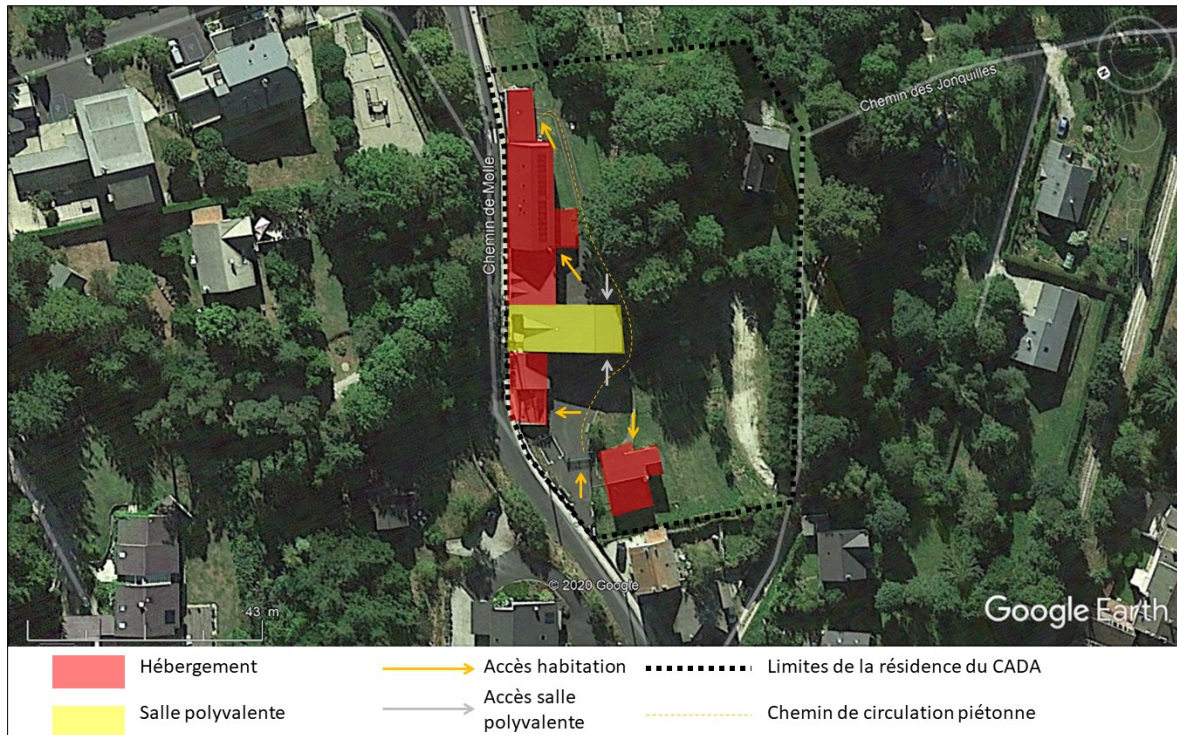 Chemin des Jonquilles
Chemin de Molle
N
© 2020 Google
43 m
Google Earth
Hébergement
Accès habitation
Limites de la résidence du CADA
Salle polyvalente
Accès salle
polyvalente
Chemin de circulation piétonne